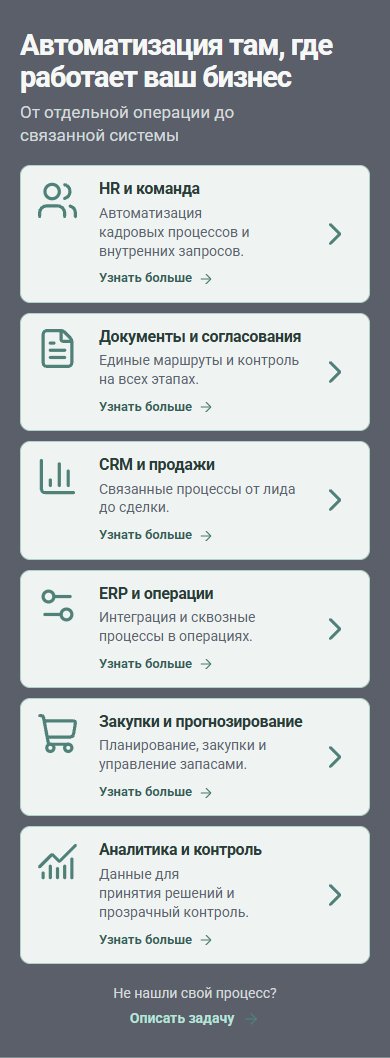 Автоматизация там, где
работает ваш бизнес
От отдельной операции до
связанной системы
HR и команда
Автоматизация
кадровых процессов и
внутренних запросов.
Узнать больше →
Документы и согласования
Единые маршруты и контроль
на всех этапах.
Узнать больше →
CRM и продажи
Связанные процессы от лида
до сделки.
Узнать больше →
ERP и операции
Интеграция и сквозные
процессы в операциях.
Узнать больше →
Закупки и прогнозирование
Планирование, закупки и
управление запасами.
Узнать больше →
Аналитика и контроль
Данные для
принятия решений и
прозрачный контроль.
Узнать больше →
Не нашли свой процесс?
Описать задачу →